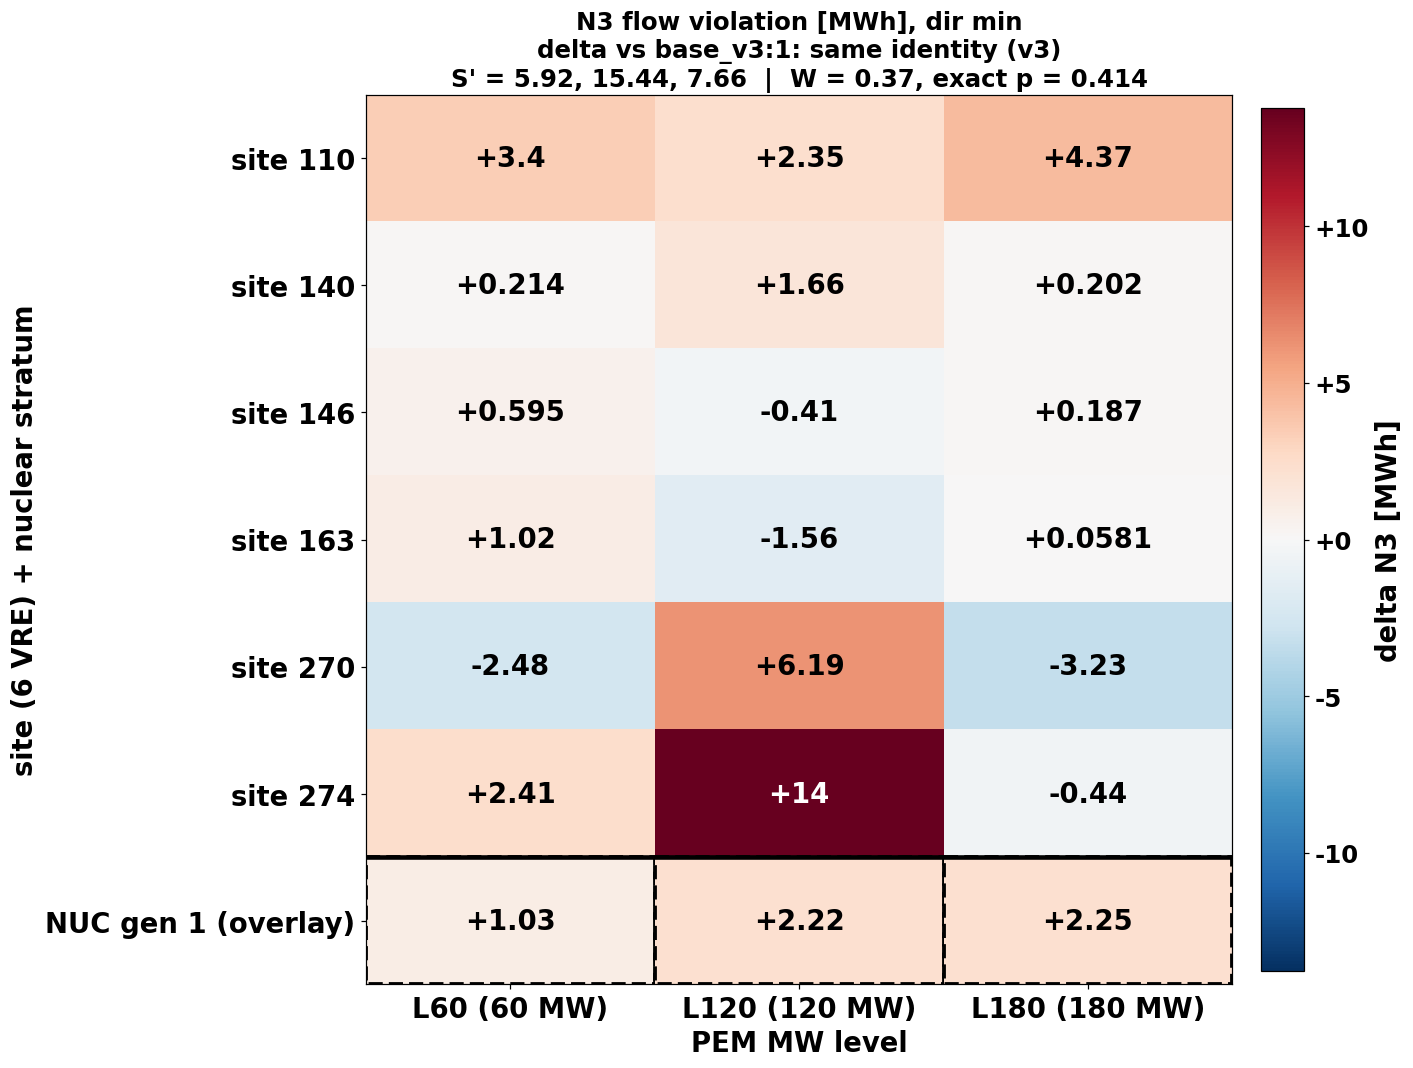 N3 flow violation [MWh], dir min
delta vs base_v3:1: same identity (v3)
S' = 5.92, 15.44, 7.66 | W = 0.37, exact p = 0.414
site (6 VRE) + nuclear stratum
site 110 +3.4 +2.35 +4.37
site 140 +0.214 +1.66 +0.202
site 146 +0.595 -0.41 +0.187
site 163 +1.02 -1.56 +0.0581
site 270 -2.48 +6.19 -3.23
site 274 +2.41 +14 -0.44
NUC gen 1 (overlay) +1.03 +2.22 +2.25
L60 (60 MW) L120 (120 MW) L180 (180 MW)
PEM MW level
+10
+5
+0
-5
-10
delta N3 [MWh]